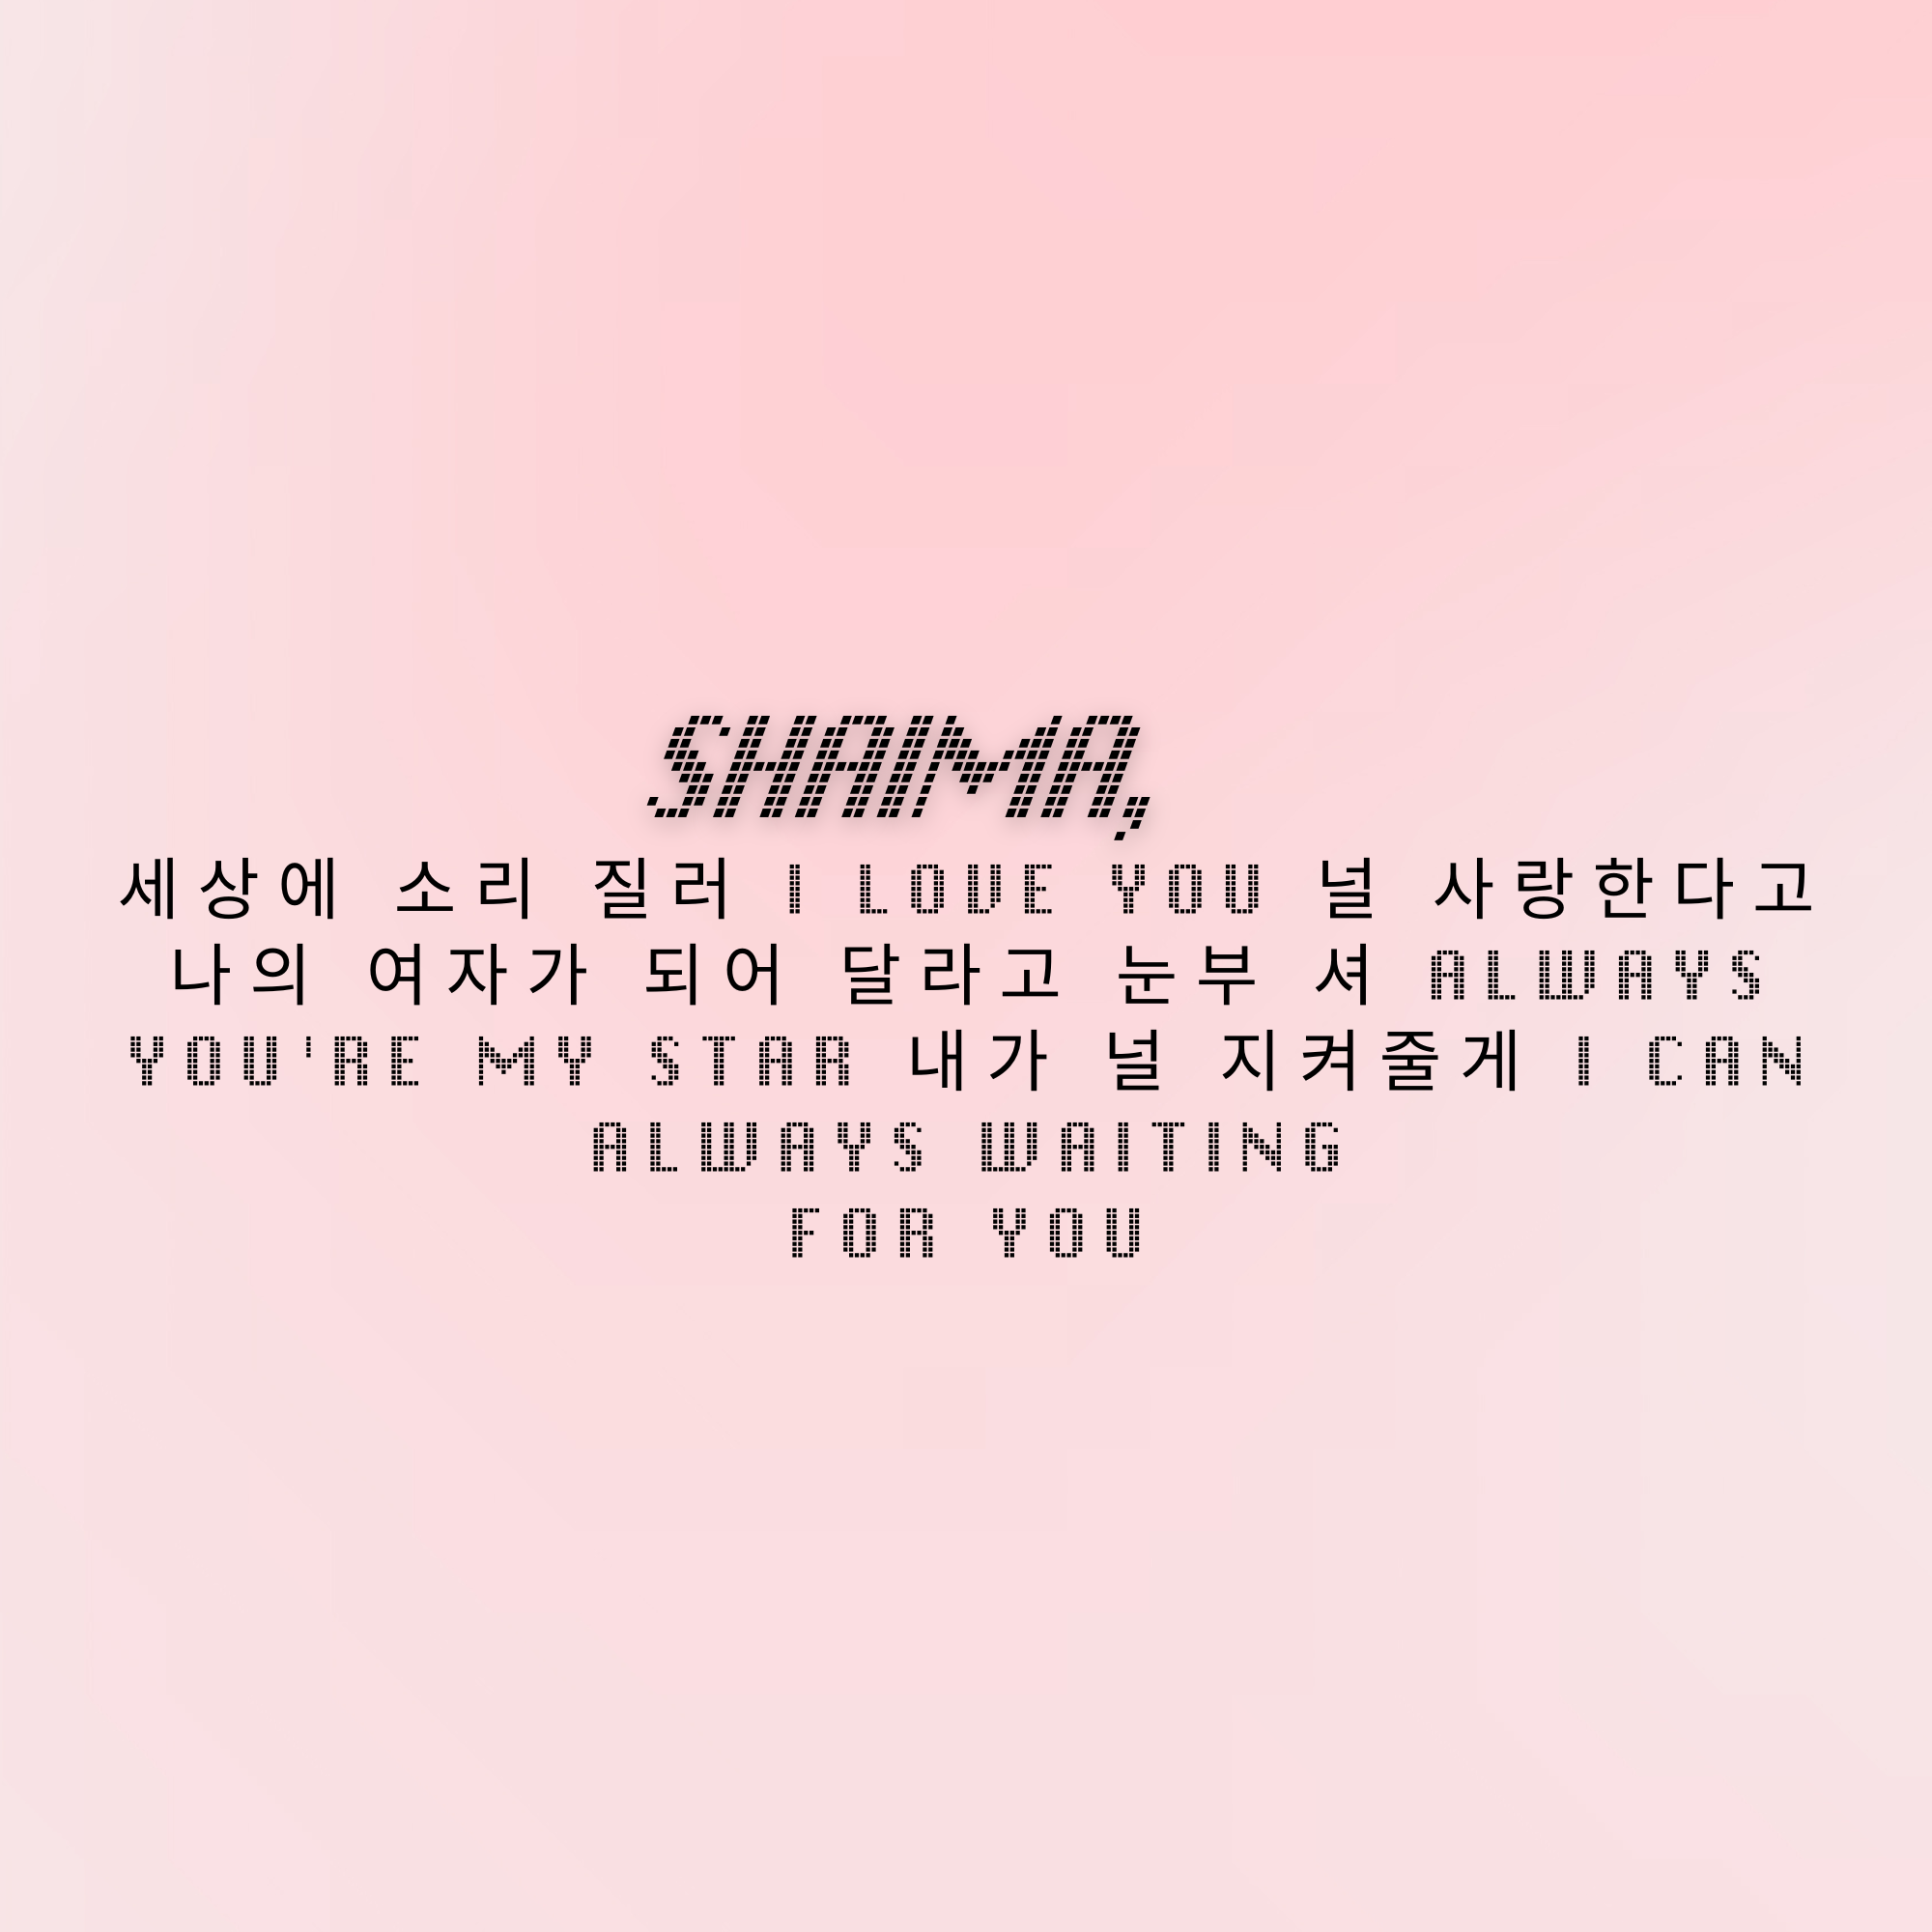 SHAIMA,
세상에 소리 질러 I LOVE YOU 널 사랑한다고
나의 여자가 되어 달라고 눈부 셔 ALWAYS
YOU'RE MY STAR 내가 널 지켜줄게 I CAN
ALWAYS WAITING
FOR YOU